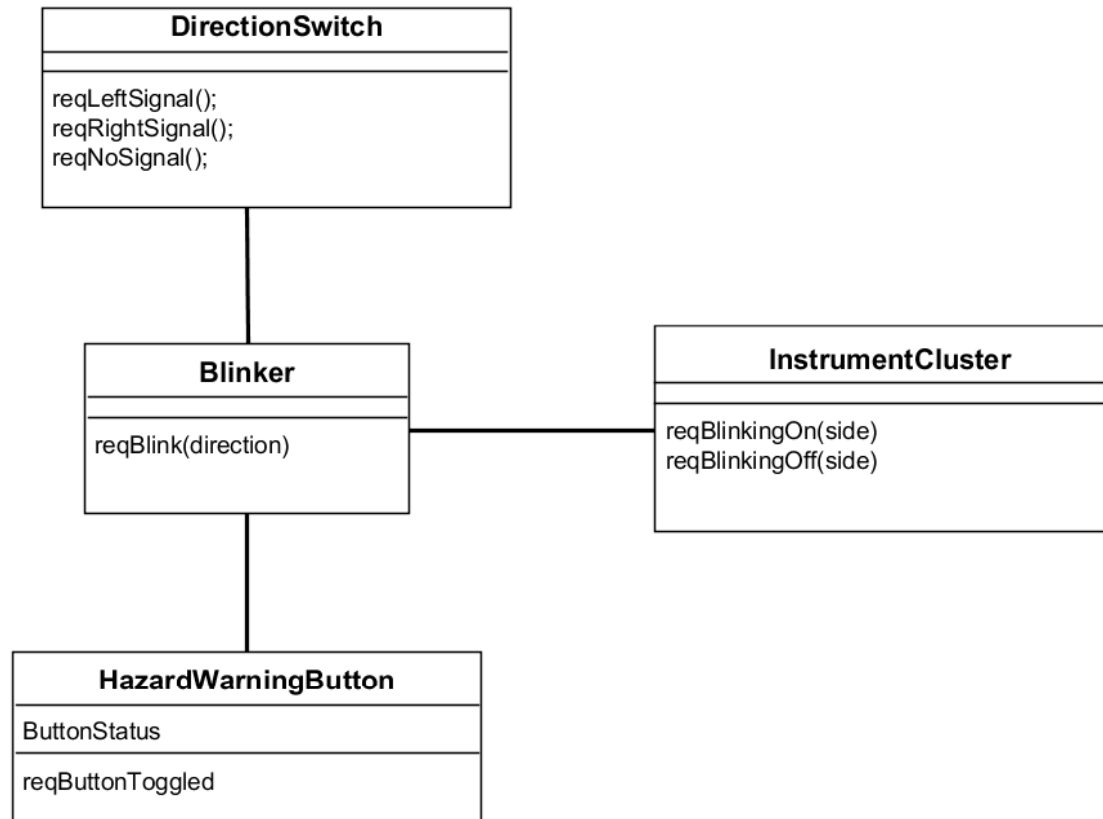 DirectionSwitch
reqLeftSignal();
reqRightSignal();
reqNoSignal();
Blinker
reqBlink(direction)
InstrumentCluster
reqBlinkingOn(side)
reqBlinkingOff(side)
HazardWarningButton
ButtonStatus
reqButtonToggled